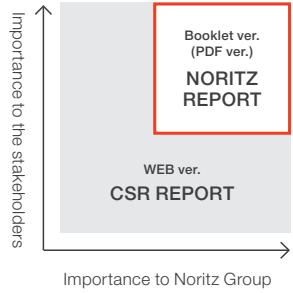 Importance to the stakeholders
Booklet ver.
(PDF ver.)
NORITZ
REPORT
WEB ver.
CSR REPORT
Importance to Noritz Group